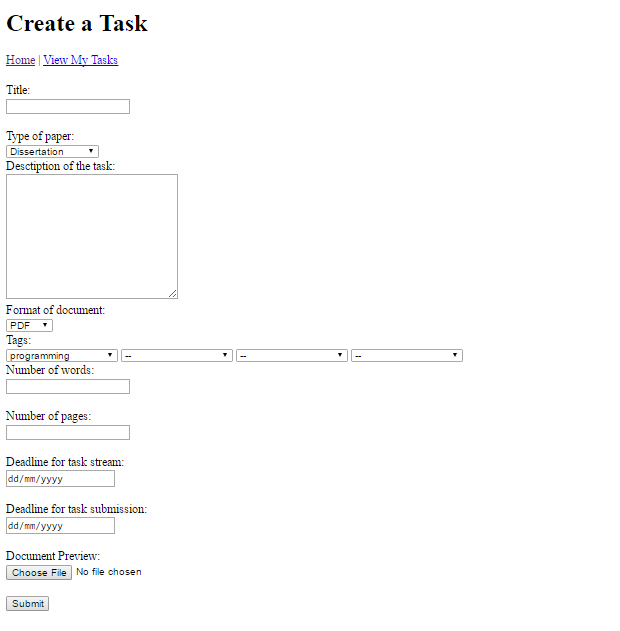 Create a Task
Home | View My Tasks
Title:
Type of paper:
Dissertation
Desctiption of the task:
Format of document:
PDF
Tags:
programming -- -- --
Number of words:
Number of pages:
Deadline for task stream:
dd/mm/yyyy
Deadline for task submission:
dd/mm/yyyy
Document Preview:
Choose File No file chosen
Submit